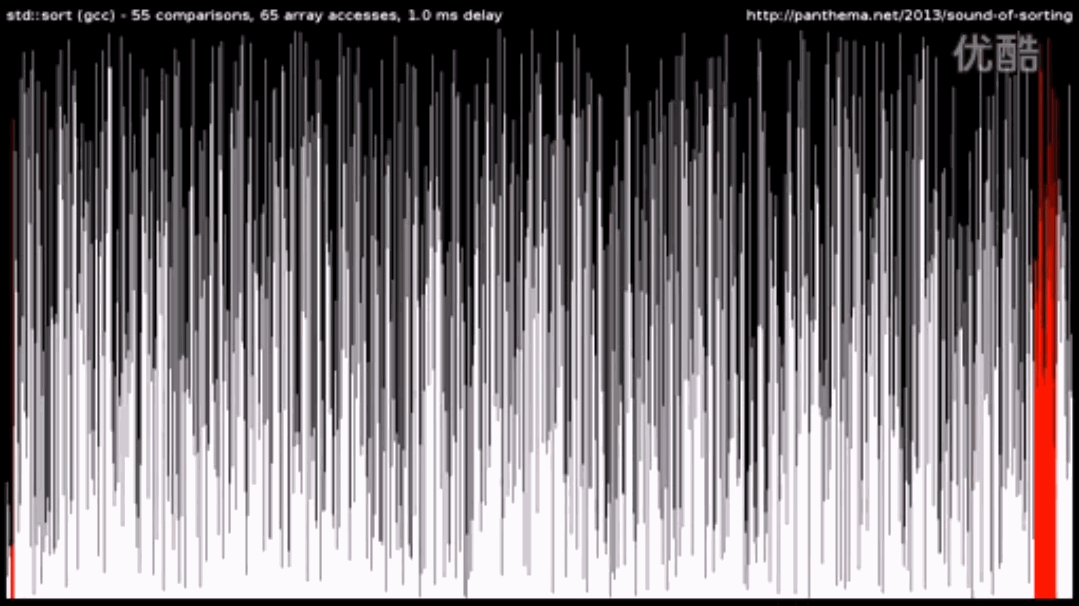 std::sort (gcc) - 55 comparisons, 65 array accesses, 1.0 ms delay
http://panthema.net/2013/sound-of-sorting
优酷